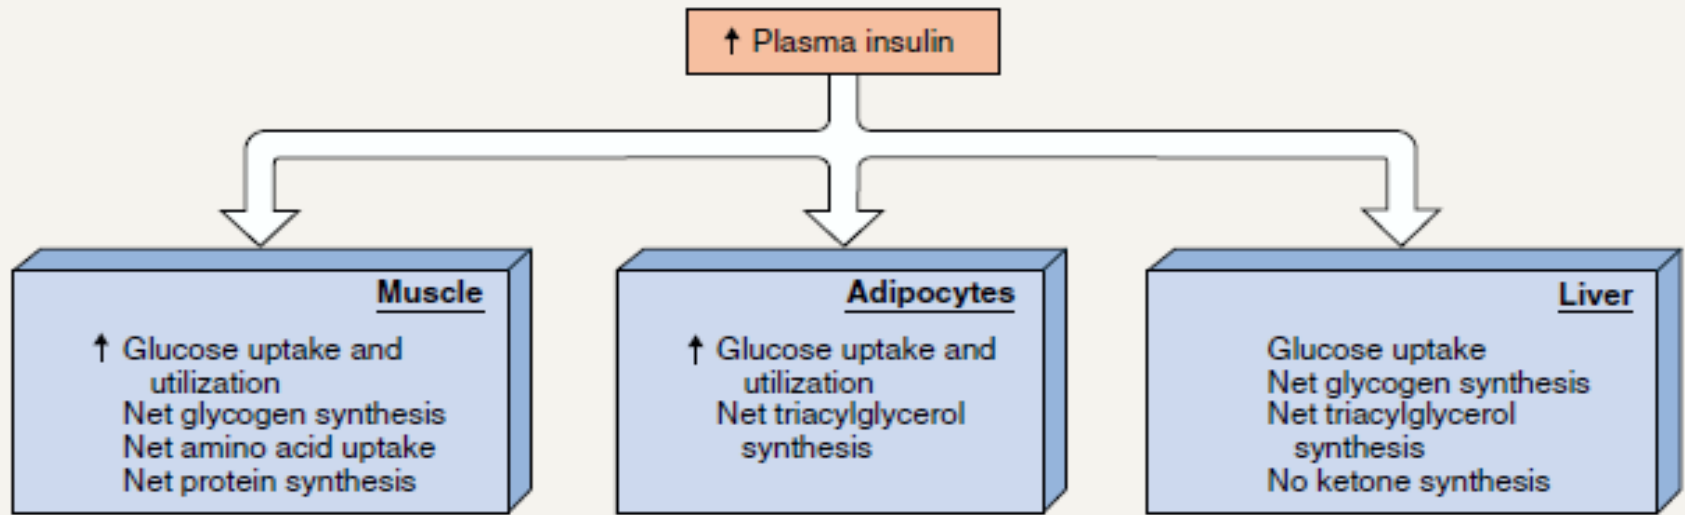 ↑ Plasma insulin
Muscle
↑ Glucose uptake and
utilization
Net glycogen synthesis
Net amino acid uptake
Net protein synthesis
Adipocytes
↑ Glucose uptake and
utilization
Net triacylglycerol
synthesis
Liver
Glucose uptake
Net glycogen synthesis
Net triacylglycerol
synthesis
No ketone synthesis